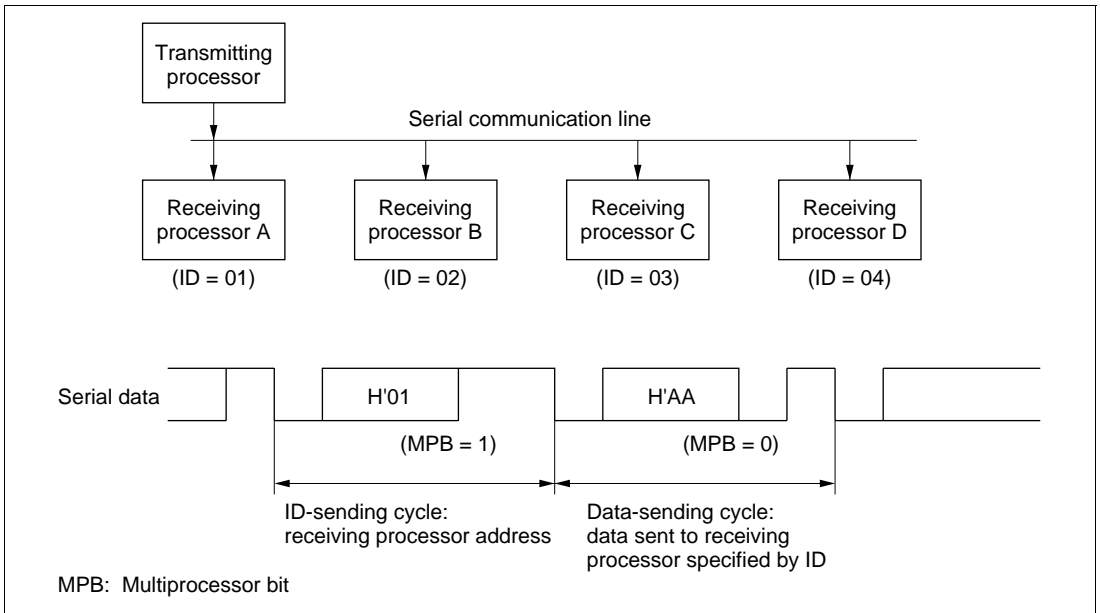 Transmitting
processor
Serial communication line
Receiving
processor A
Receiving
processor B
Receiving
processor C
Receiving
processor D
(ID = 01)
(ID = 02)
(ID = 03)
(ID = 04)
Serial data
H'01
H'AA
(MPB = 1)
(MPB = 0)
ID-sending cycle:
receiving processor address
Data-sending cycle:
data sent to receiving
processor specified by ID
MPB: Multiprocessor bit